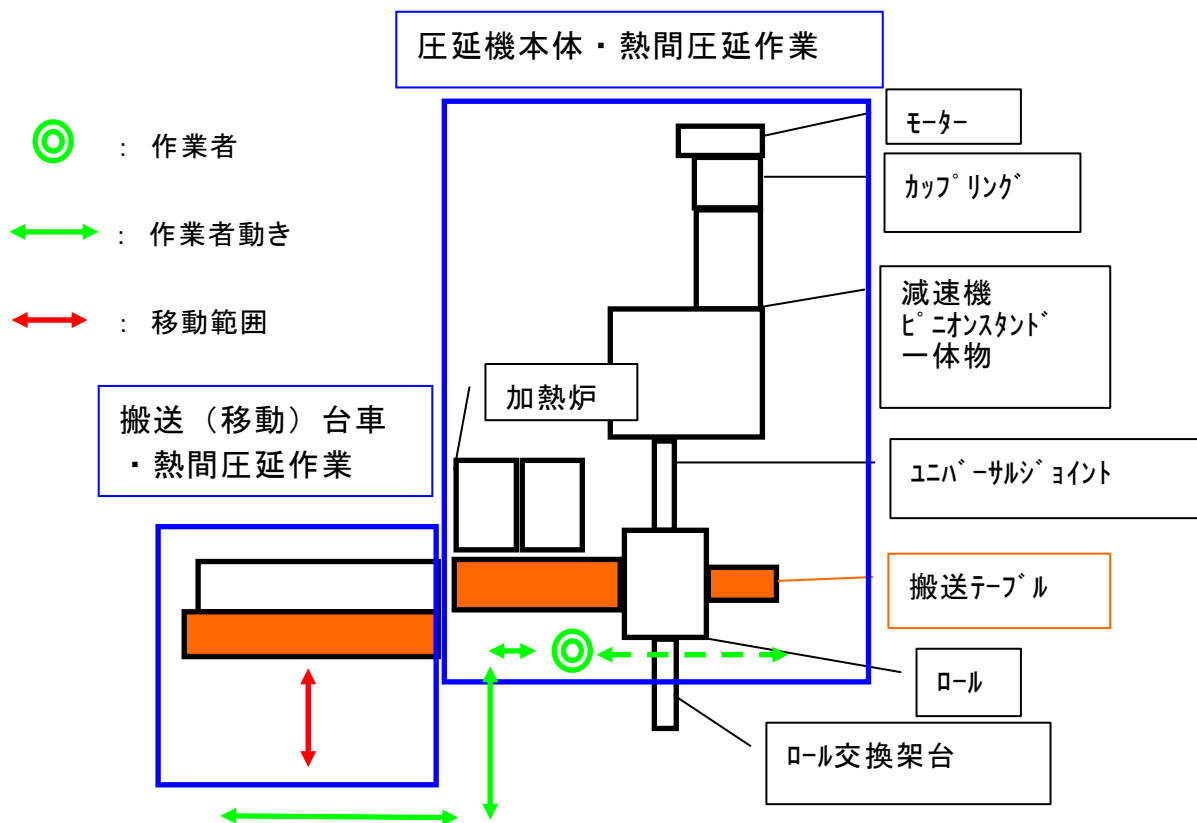 圧延機本体・熱間圧延作業
： 作業者
： 作業者動き
： 移動範囲
ﾓｰﾀｰ
ｶｯﾌﾟﾘﾝｸﾞ
減速機
ﾋﾟﾆｵﾝｽﾀﾝﾄﾞ
一体物
加熱炉
搬送（移動）台車
・熱間圧延作業
ﾕﾆﾊﾞｰｻﾙｼﾞｮｲﾝﾄ
搬送ﾃｰﾌﾞﾙ
ﾛｰﾙ
ﾛｰﾙ交換架台